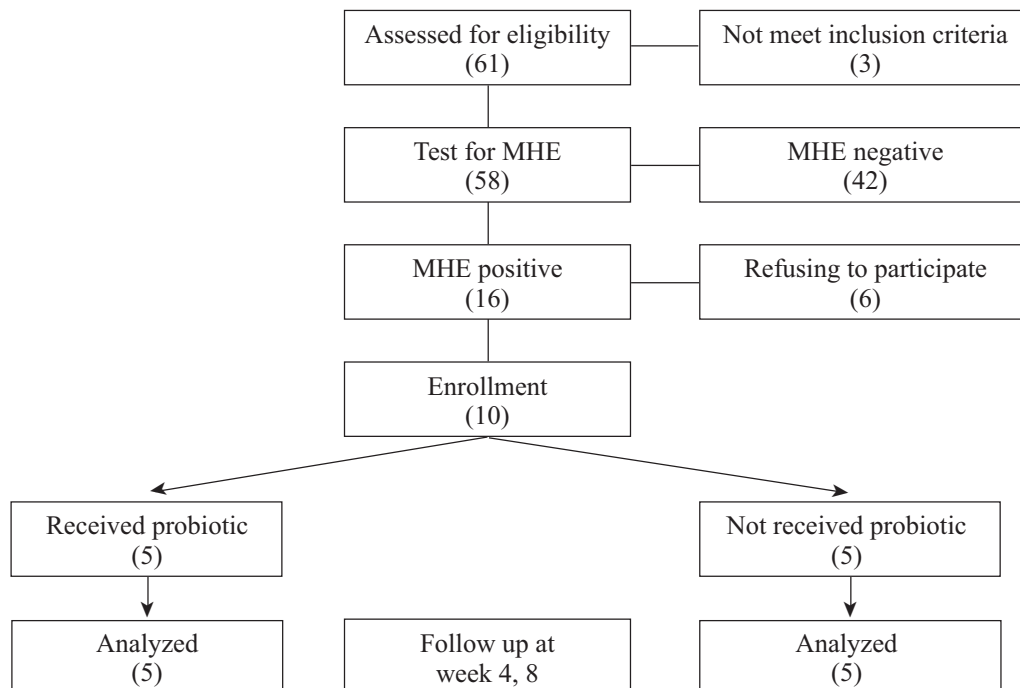 Assessed for eligibility
(61)
Not meet inclusion criteria
(3)
Test for MHE
(58)
MHE negative
(42)
MHE positive
(16)
Refusing to participate
(6)
Enrollment
(10)
Received probiotic
(5)
Not received probiotic
(5)
Analyzed
(5)
Follow up at
week 4, 8
Analyzed
(5)